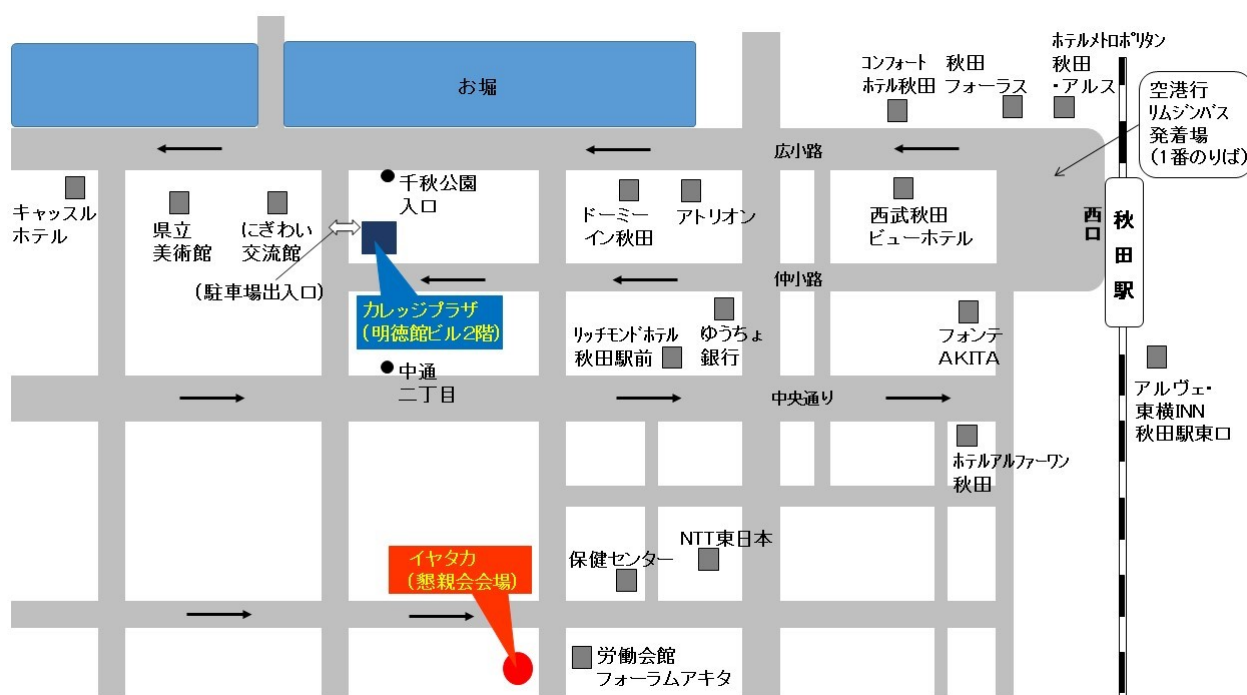 ホテルメトロポリタン
秋田
・アルス
コンフォート
ホテル秋田
秋田
フォーラス
空港行
リムジンバス
発着場
(1番のりば)
お堀
広小路
キャッスル
ホテル
県立
美術館
にぎわい
交流館
千秋公園
入口
ドーミー
イン秋田
アトリオン
西武秋田
ビューホテル
西口
秋田駅
(駐車場出入口)
仲小路
カレッジプラザ
(明徳館ビル2階)
リッチモンドホテル
秋田駅前
ゆうちょ
銀行
フォンテ
AKITA
中通
二丁目
中央通り
アルヴェ・
東横INN
秋田駅東口
ホテルアルファーワン
秋田
イヤタカ
(懇親会会場)
保健センター
NTT東日本
労働会館
フォーラムアキタ